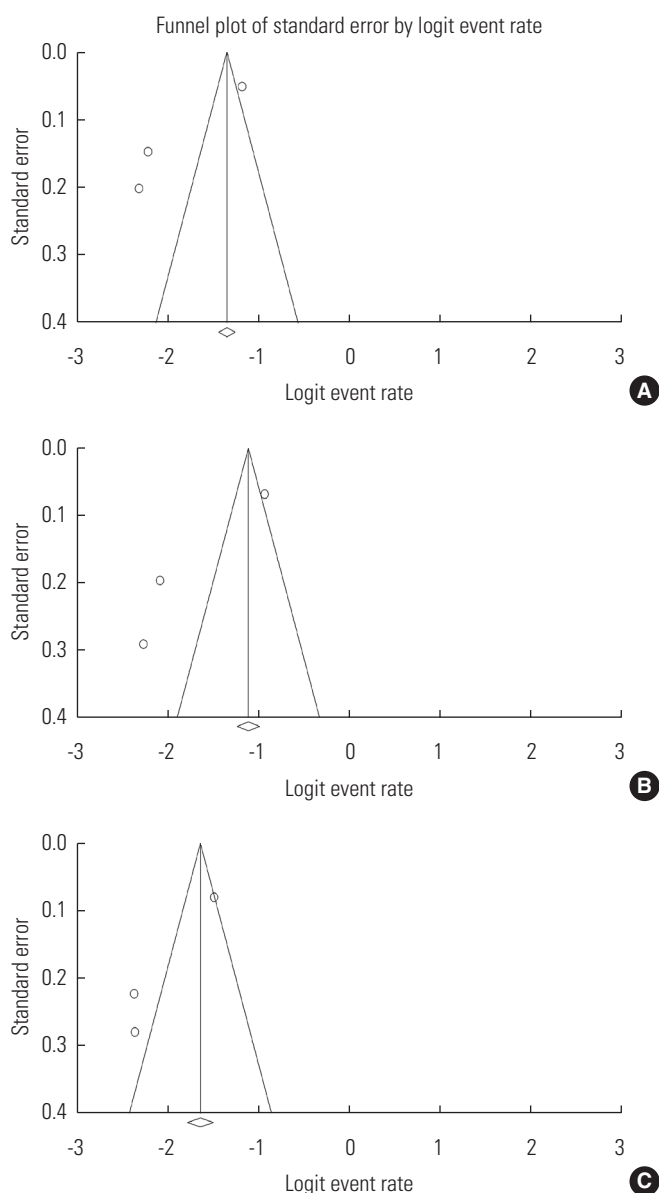 Funnel plot of standard error by logit event rate
0.0
0.1
0.2
0.3
0.4
Standard error
-3 -2 -1 0 1 2 3
Logit event rate
A
0.0
0.1
0.2
0.3
0.4
Standard error
-3 -2 -1 0 1 2 3
Logit event rate
B
0.0
0.1
0.2
0.3
0.4
Standard error
-3 -2 -1 0 1 2 3
Logit event rate
C